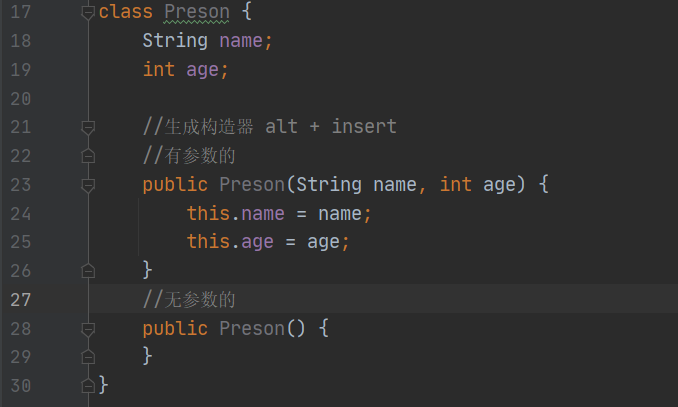 17 class Preson {
18     String name;
19     int age;
20
21     //生成构造器 alt + insert
22     //有参数的
23     public Preson(String name, int age) {
24         this.name = name;
25         this.age = age;
26     }
27     //无参数的
28     public Preson() {
29     }
30 }